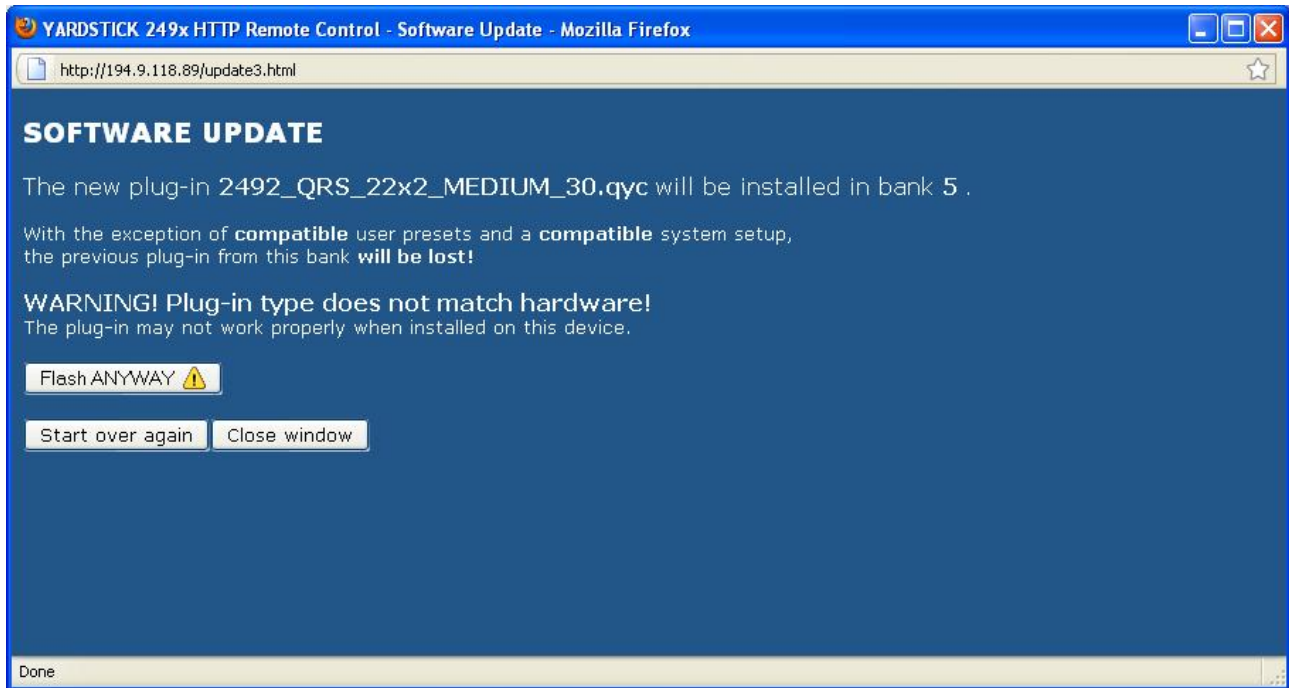 YARDSTICK 249x HTTP Remote Control - Software Update - Mozilla Firefox
http://194.9.118.89/update3.html
SOFTWARE UPDATE
The new plug-in 2492_QRS_22x2_MEDIUM_30.qyc will be installed in bank 5 .
With the exception of compatible user presets and a compatible system setup,
the previous plug-in from this bank will be lost!
WARNING! Plug-in type does not match hardware!
The plug-in may not work properly when installed on this device.
Flash ANYWAY
Start over again Close window
Done